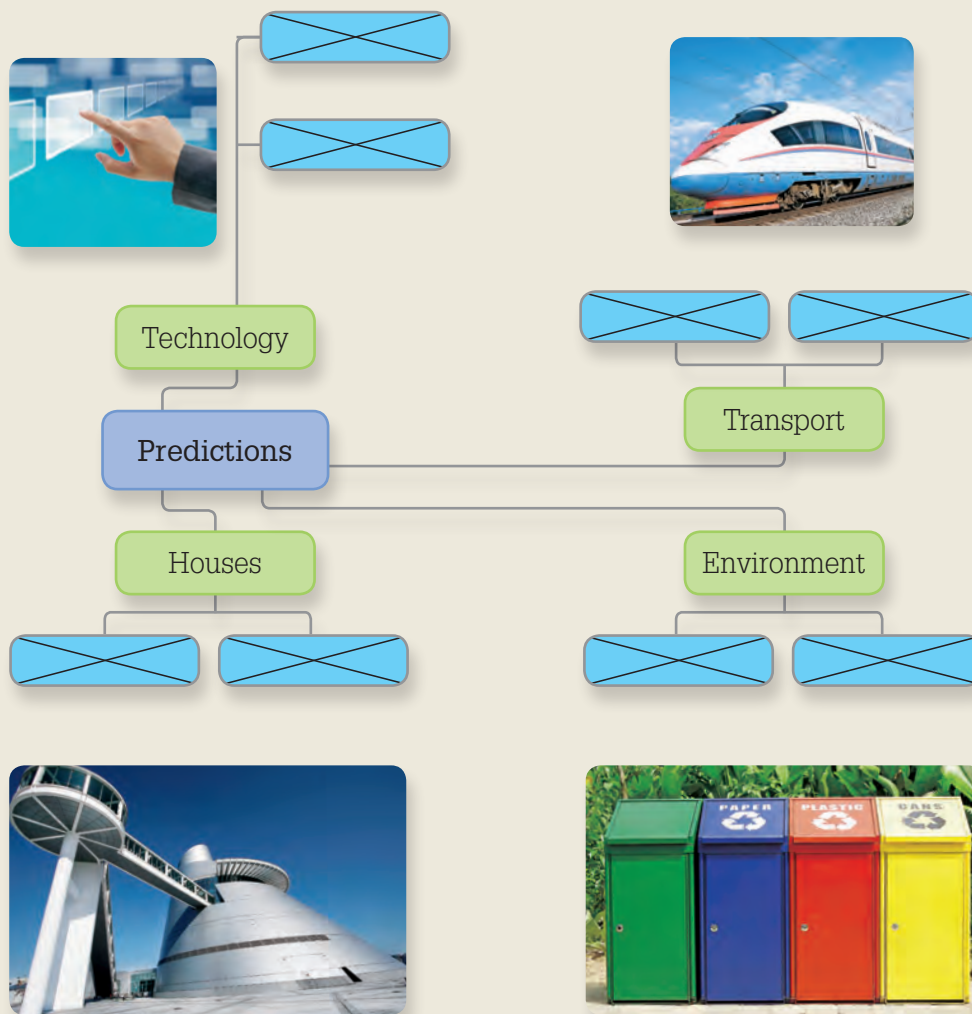 Technology
Transport
Predictions
Houses
Environment
PAPER
PLASTIC
CANS